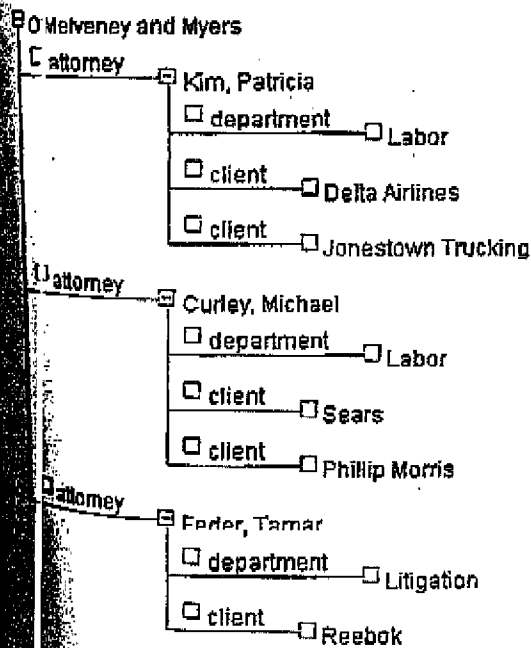 O'Melveney and Myers
attorney
Kim, Patricia
department
Labor
client
Delta Airlines
client
Jonestown Trucking
attorney
Curley, Michael
department
Labor
client
Sears
client
Phillip Morris
attorney
Feder, Tamar
department
Litigation
client
Reebok